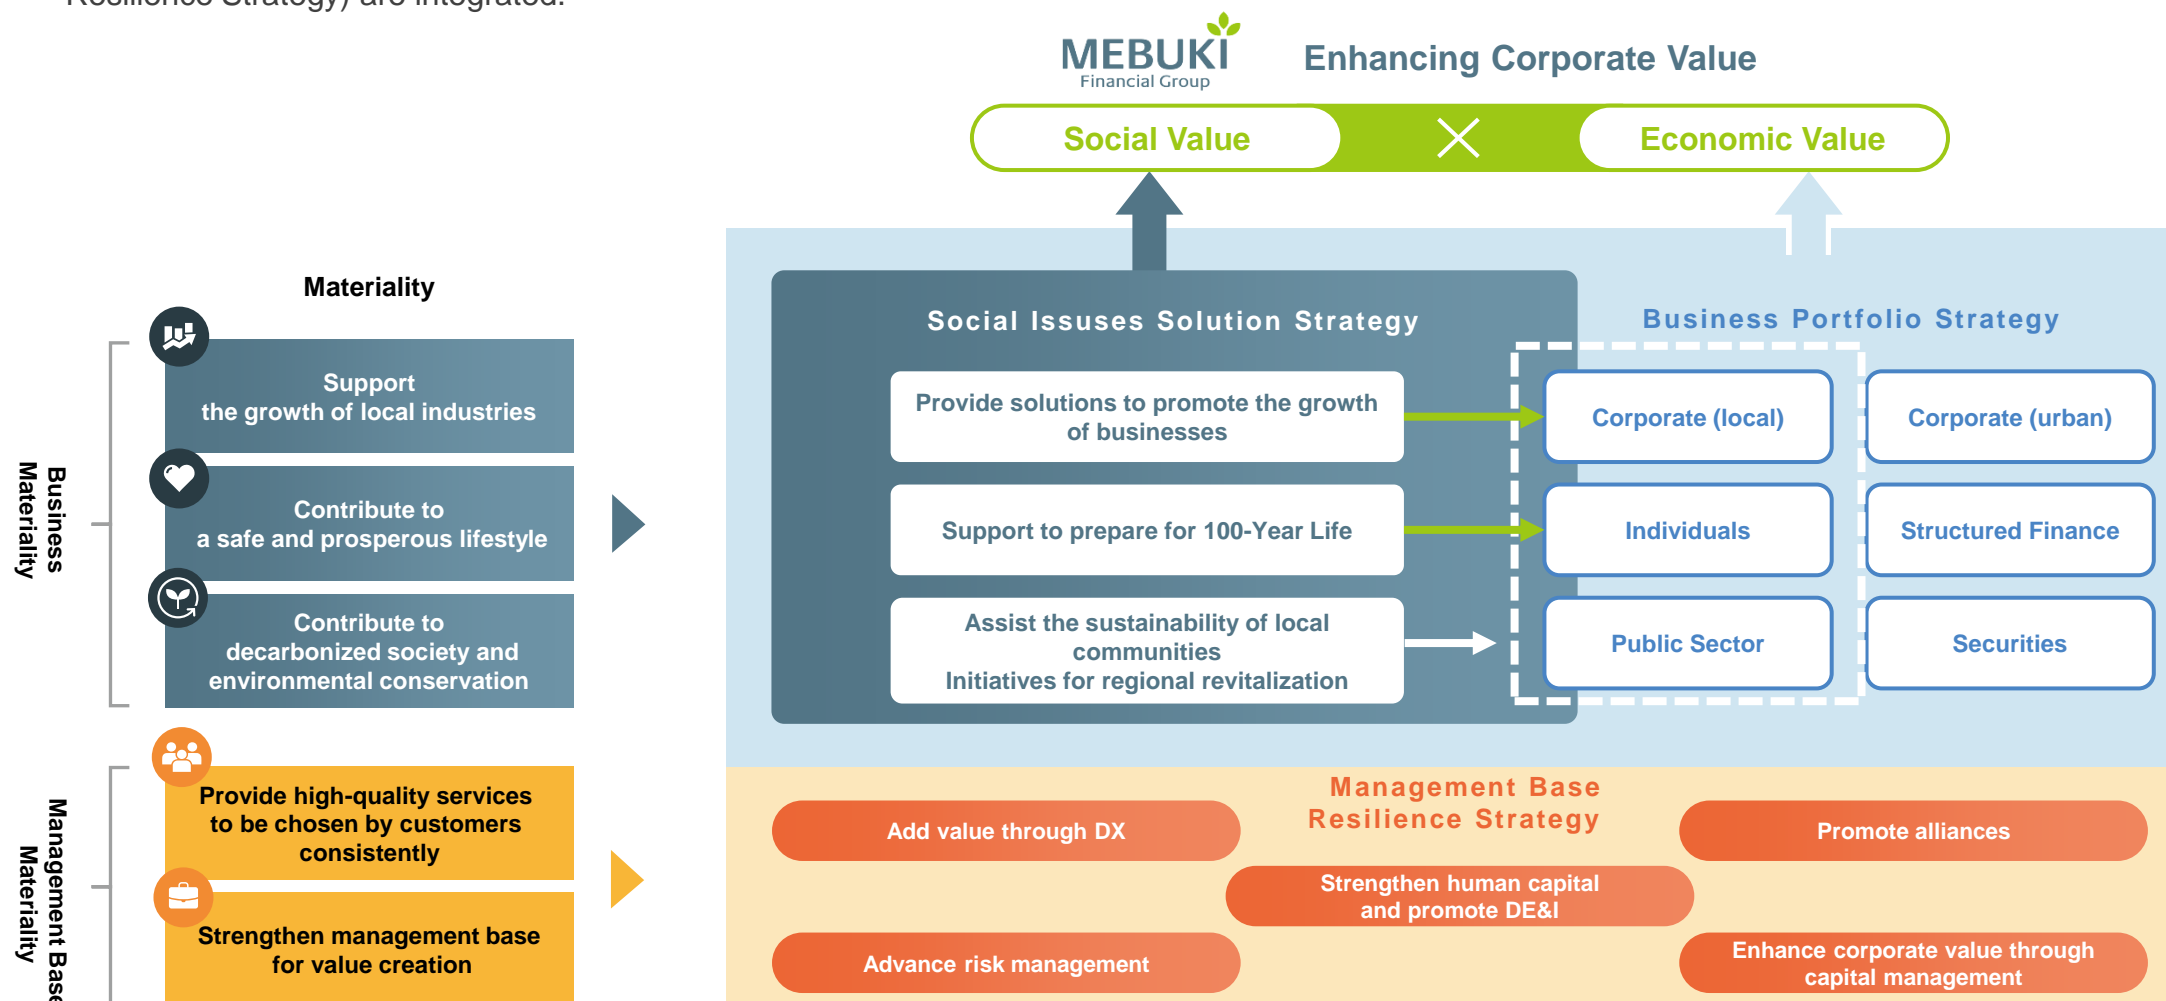 Resilience Strategy) are integrated.
MEBUKI
Financial Group
Enhancing Corporate Value
Social Value
Economic Value
Materiality
Business
Materiality
Support
the growth of local industries
Contribute to
a safe and prosperous lifestyle
Contribute to
decarbonized society and
environmental conservation
Social Issuses Solution Strategy
Provide solutions to promote the growth
of businesses
Support to prepare for 100-Year Life
Assist the sustainability of local
communities
Initiatives for regional revitalization
Business Portfolio Strategy
Corporate (local)
Corporate (urban)
Individuals
Structured Finance
Public Sector
Securities
Management Base
Materiality
Provide high-quality services
to be chosen by customers
consistently
Strengthen management base
for value creation
Management Base
Resilience Strategy
Add value through DX
Promote alliances
Strengthen human capital
and promote DE&I
Advance risk management
Enhance corporate value through
capital management